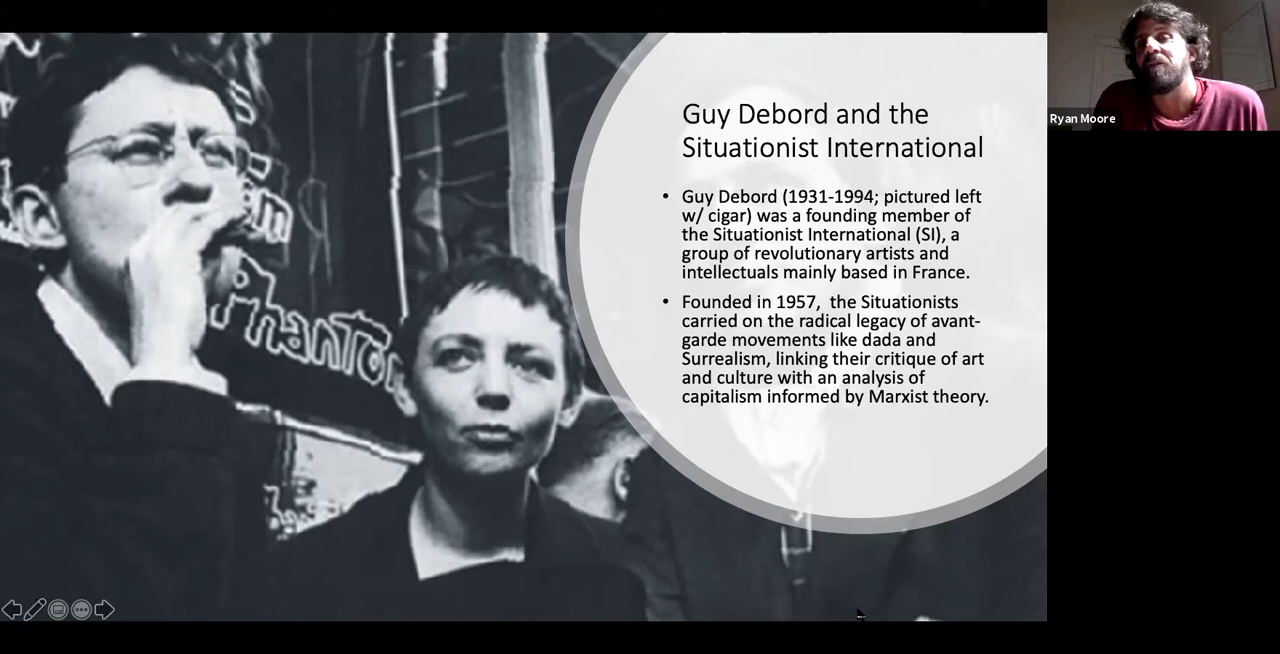 Guy Debord and the
Situationist International
• Guy Debord (1931-1994; pictured left
w/ cigar) was a founding member of
the Situationist International (SI), a
group of revolutionary artists and
intellectuals mainly based in France.
• Founded in 1957,  the Situationists
carried on the radical legacy of avant-
garde movements like dada and
Surrealism, linking their critique of art
and culture with an analysis of
capitalism informed by Marxist theory.
Ryan Moore